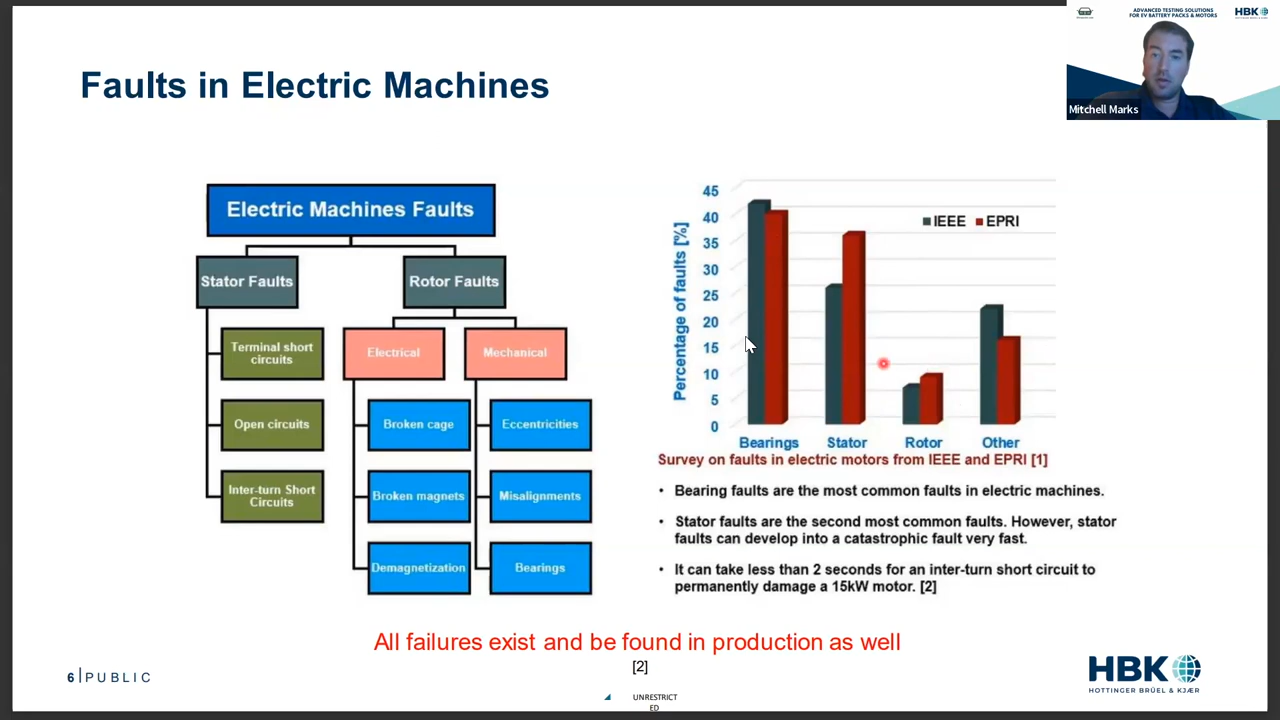 ADVANCED TESTING SOLUTIONS
FOR EV BATTERY PACKS & MOTORS
HBK
Mitchell Marks
Faults in Electric Machines
Electric Machines Faults
Stator Faults
Rotor Faults
Terminal short
circuits
Electrical
Mechanical
Open circuits
Broken cage
Eccentricities
Inter-turn Short
Circuits
Broken magnets
Misalignments
Demagnetization
Bearings
Percentage of faults [%]
45
40
35
30
25
20
15
10
5
0
IEEE
EPRI
Bearings
Stator
Rotor
Other
Survey on faults in electric motors from IEEE and EPRI [1]
• Bearing faults are the most common faults in electric machines.
• Stator faults are the second most common faults. However, stator
faults can develop into a catastrophic fault very fast.
• It can take less than 2 seconds for an inter-turn short circuit to
permanently damage a 15kW motor. [2]
All failures exist and be found in production as well
[2]
6 | PUBLIC
UNRESTRICT
ED
HBK
HOTTINGER BRÜEL & KJÆR